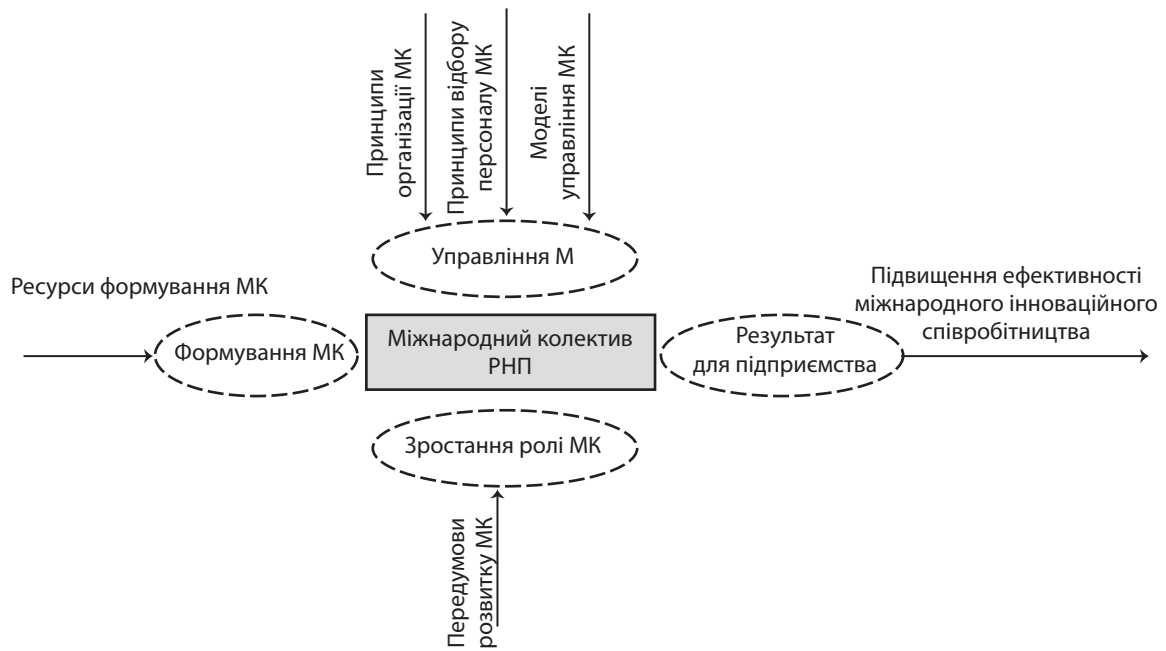 Принципи
організації МК
Принципи відбору
персоналу МК
Моделі
управління МК
Управління М
Ресурси формування МК
Підвищення ефективності
міжнародного інноваційного
співробітництва
Формування МК
Міжнародний колектив
РНП
Результат
для підприємства
Зростання ролі МК
Передумови
розвитку МК